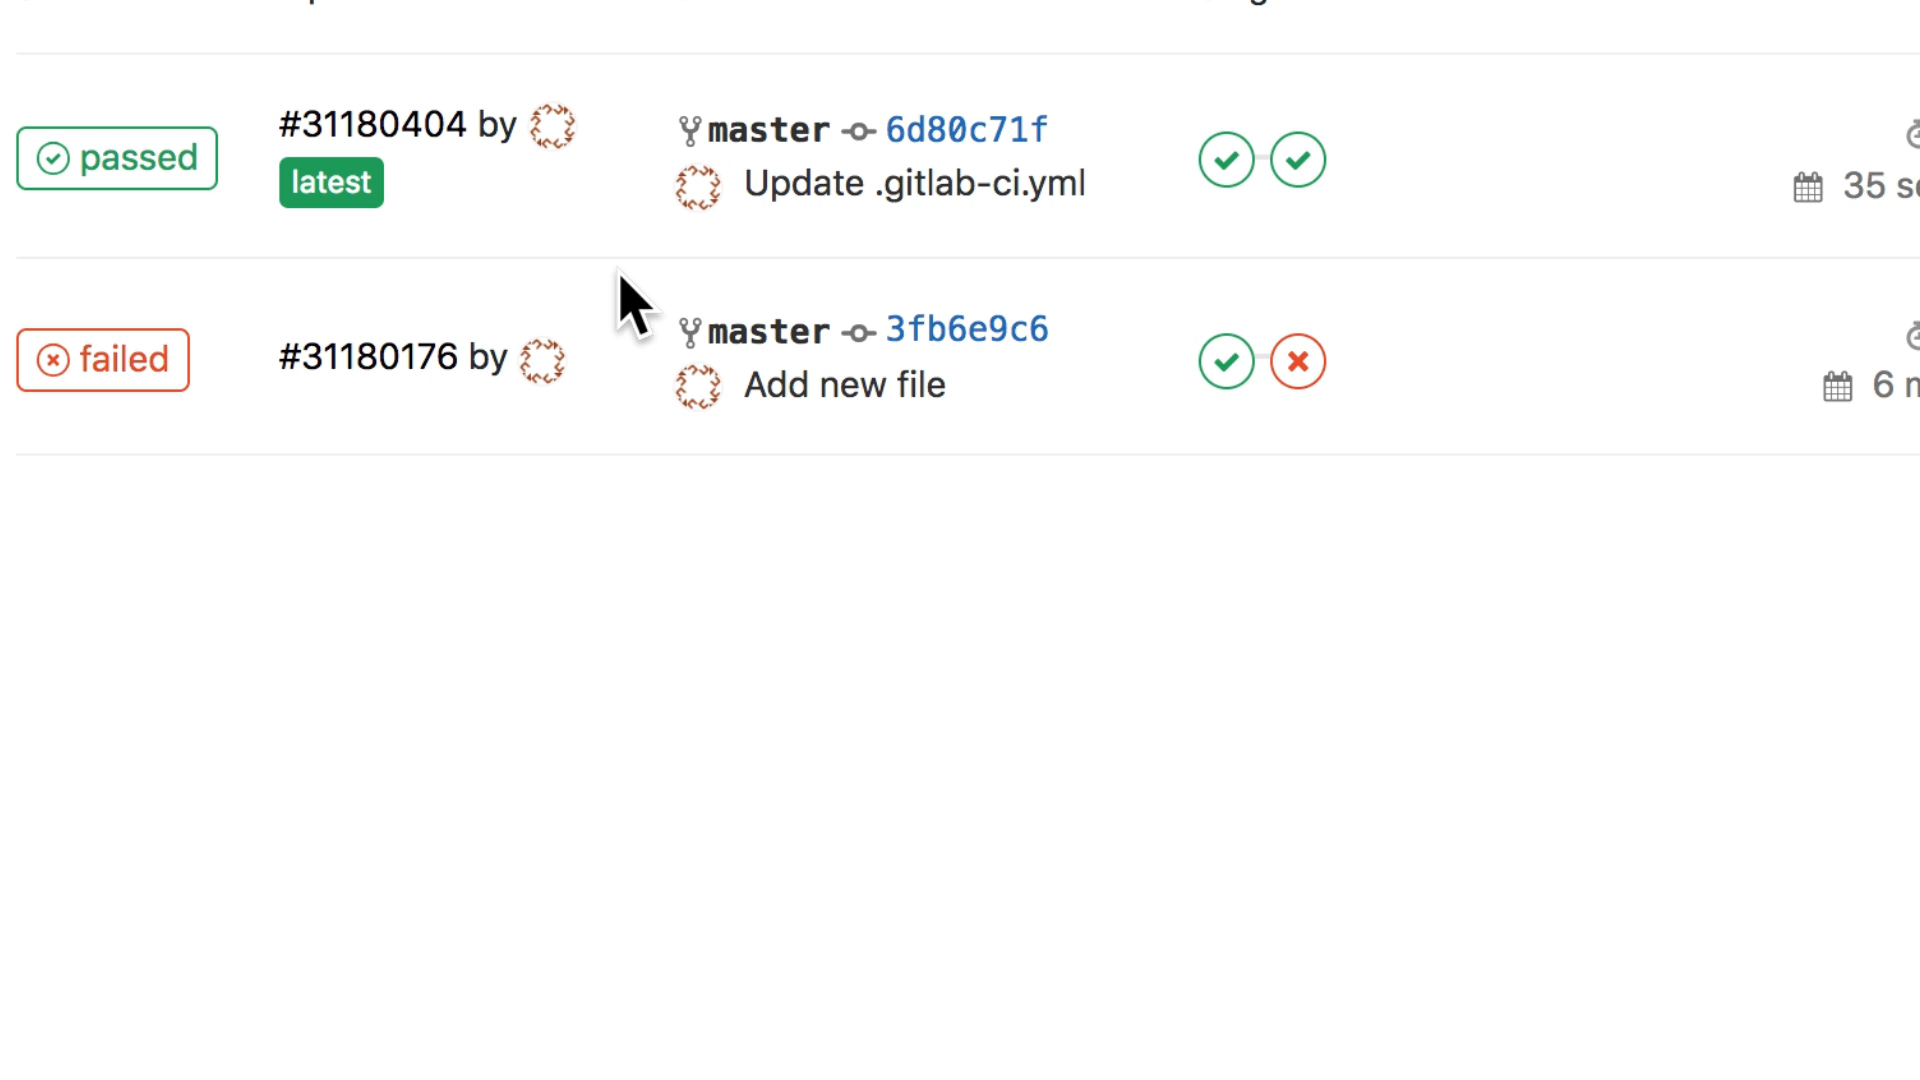 passed
#31180404 by
latest
master 6d80c71f
Update .gitlab-ci.yml
35
failed
#31180176 by
master 3fb6e9c6
Add new file
6